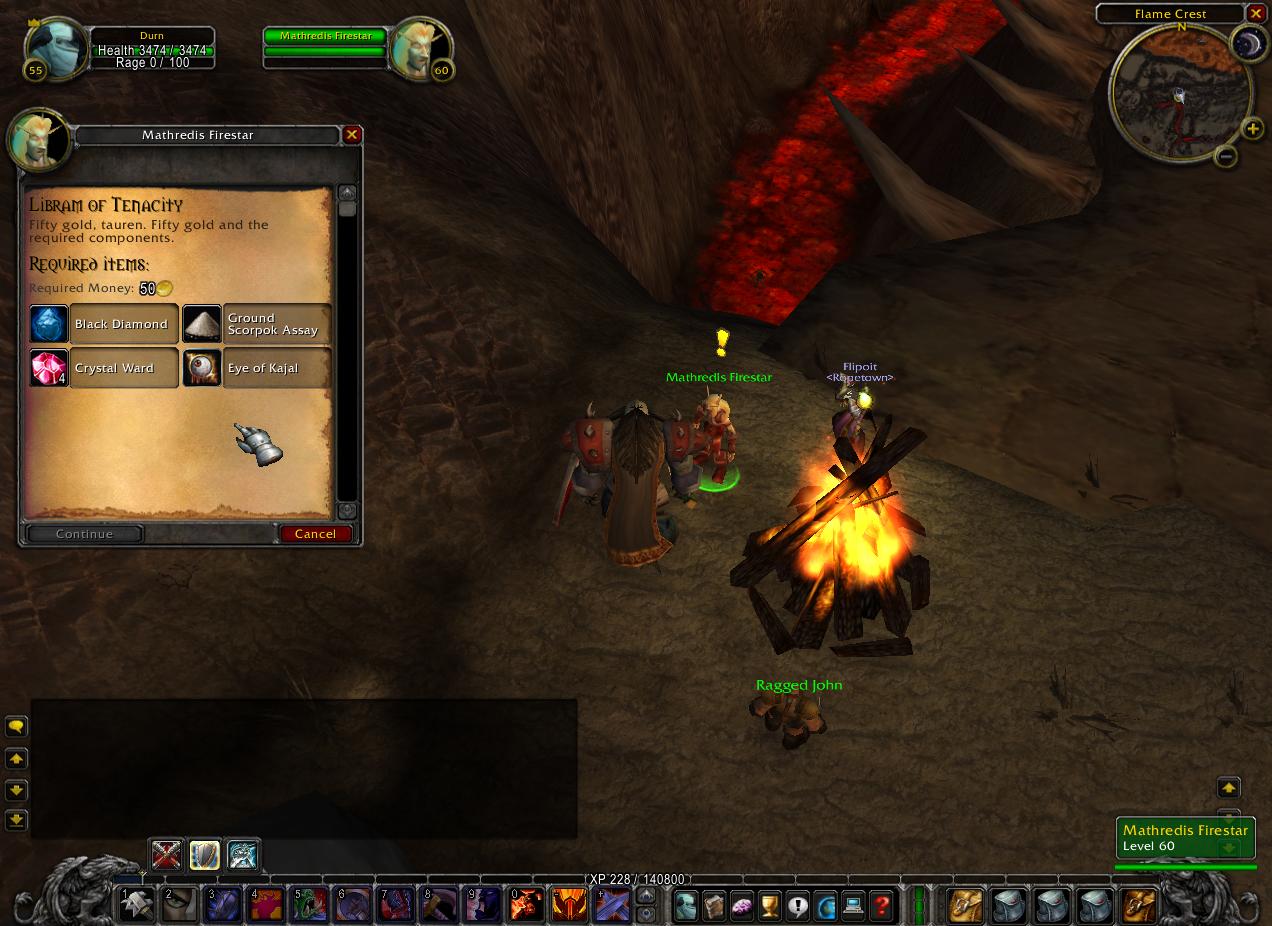 Durn
Health 3474 / 3474
Rage 0 / 100
55
Mathredis Firestar
60
Flame Crest
N
Mathredis Firestar
Libram of Tenacity
Fifty gold, tauren. Fifty gold and the
required components.
Required items:
Required Money: 50
Black Diamond
Ground
Scorpok Assay
4
Crystal Ward
Eye of Kajal
Continue
Cancel
Mathredis Firestar
Flipoit
<Ropetown>
Ragged John
Mathredis Firestar
Level 60
XP 228 / 140800
1
2
3
4
5
6
7
8
9
0
-
+